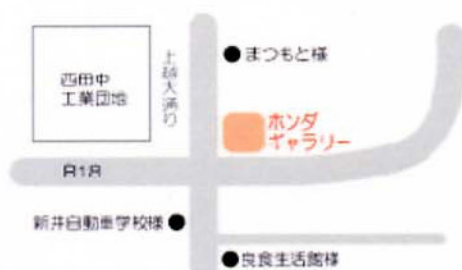 西田中
工業団地
上越大通り
まつもと様
ホンダ
ギャラリー
R18
新井自動車学校様
良食生活館様